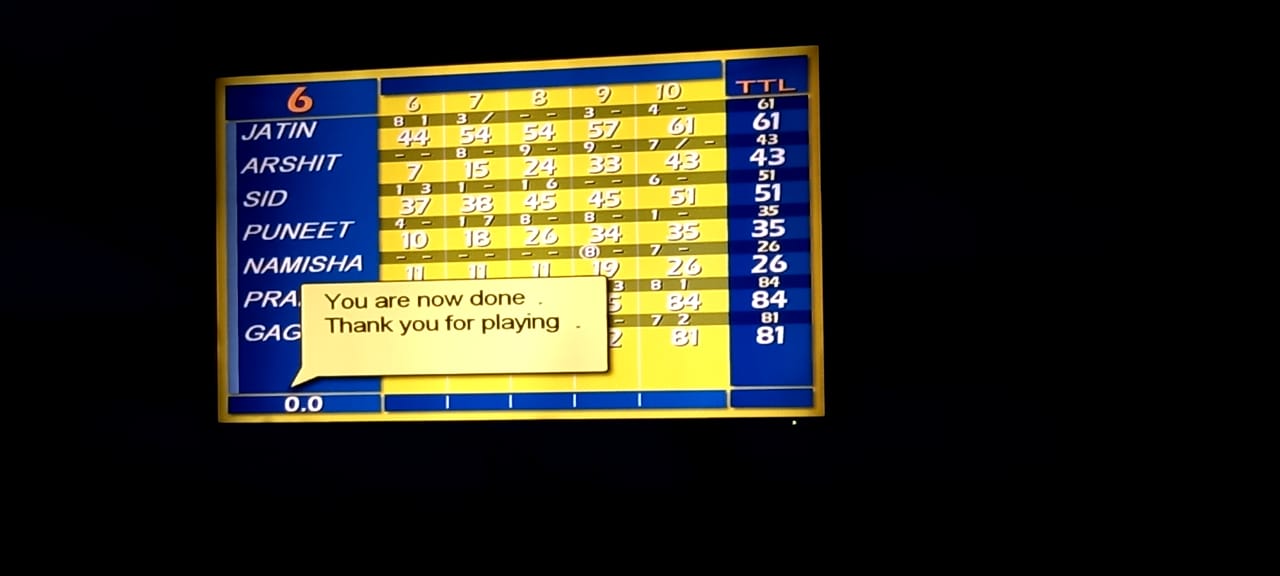 6 6 7 8 9 10 TTL
8 1 3 / - - 3 - 4 - 61
JATIN 44 54 54 57 61 61
- - 8 - 9 - 9 - 7 / - 43
ARSHIT 7 15 24 33 43 43
1 3 1 - 1 6 - - 6 - 51
SID 37 38 45 45 51 51
4 - 1 7 8 - 8 - 1 - 35
PUNEET 10 18 26 34 35 35
- - - - - - (8) - 7 - 26
NAMISHA 11 11 11 19 26 26
3 8 1 84
PRA 5 84 84
- 7 2 81
GAG 2 81 81
You are now done .
Thank you for playing .
0.0